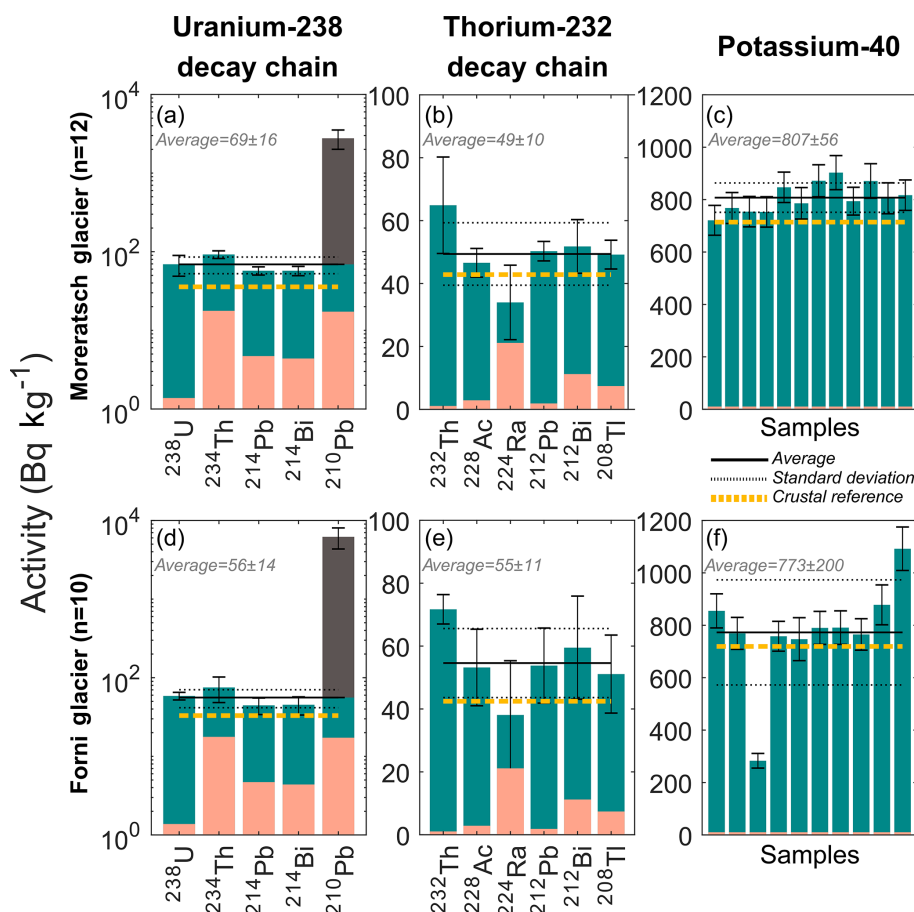 Uranium-238
decay chain
Thorium-232
decay chain
Potassium-40
Activity (Bq kg⁻¹)
Moreratsch glacier (n=12)
(a)
Average=69±16
10⁴
10²
10⁰
²³⁸U
²³⁴Th
²¹⁴Pb
²¹⁴Bi
²¹⁰Pb
(b)
Average=49±10
100
80
60
40
20
0
²³²Th
²²⁸Ac
²²⁴Ra
²¹²Pb
²¹²Bi
²⁰⁸Tl
(c)
Average=807±56
1200
1000
800
600
400
200
0
Samples
Average
Standard deviation
Crustal reference
Forni glacier (n=10)
(d)
Average=56±14
10⁴
10²
10⁰
²³⁸U
²³⁴Th
²¹⁴Pb
²¹⁴Bi
²¹⁰Pb
(e)
Average=55±11
100
80
60
40
20
0
²³²Th
²²⁸Ac
²²⁴Ra
²¹²Pb
²¹²Bi
²⁰⁸Tl
(f)
Average=773±200
1200
1000
800
600
400
200
0
Samples